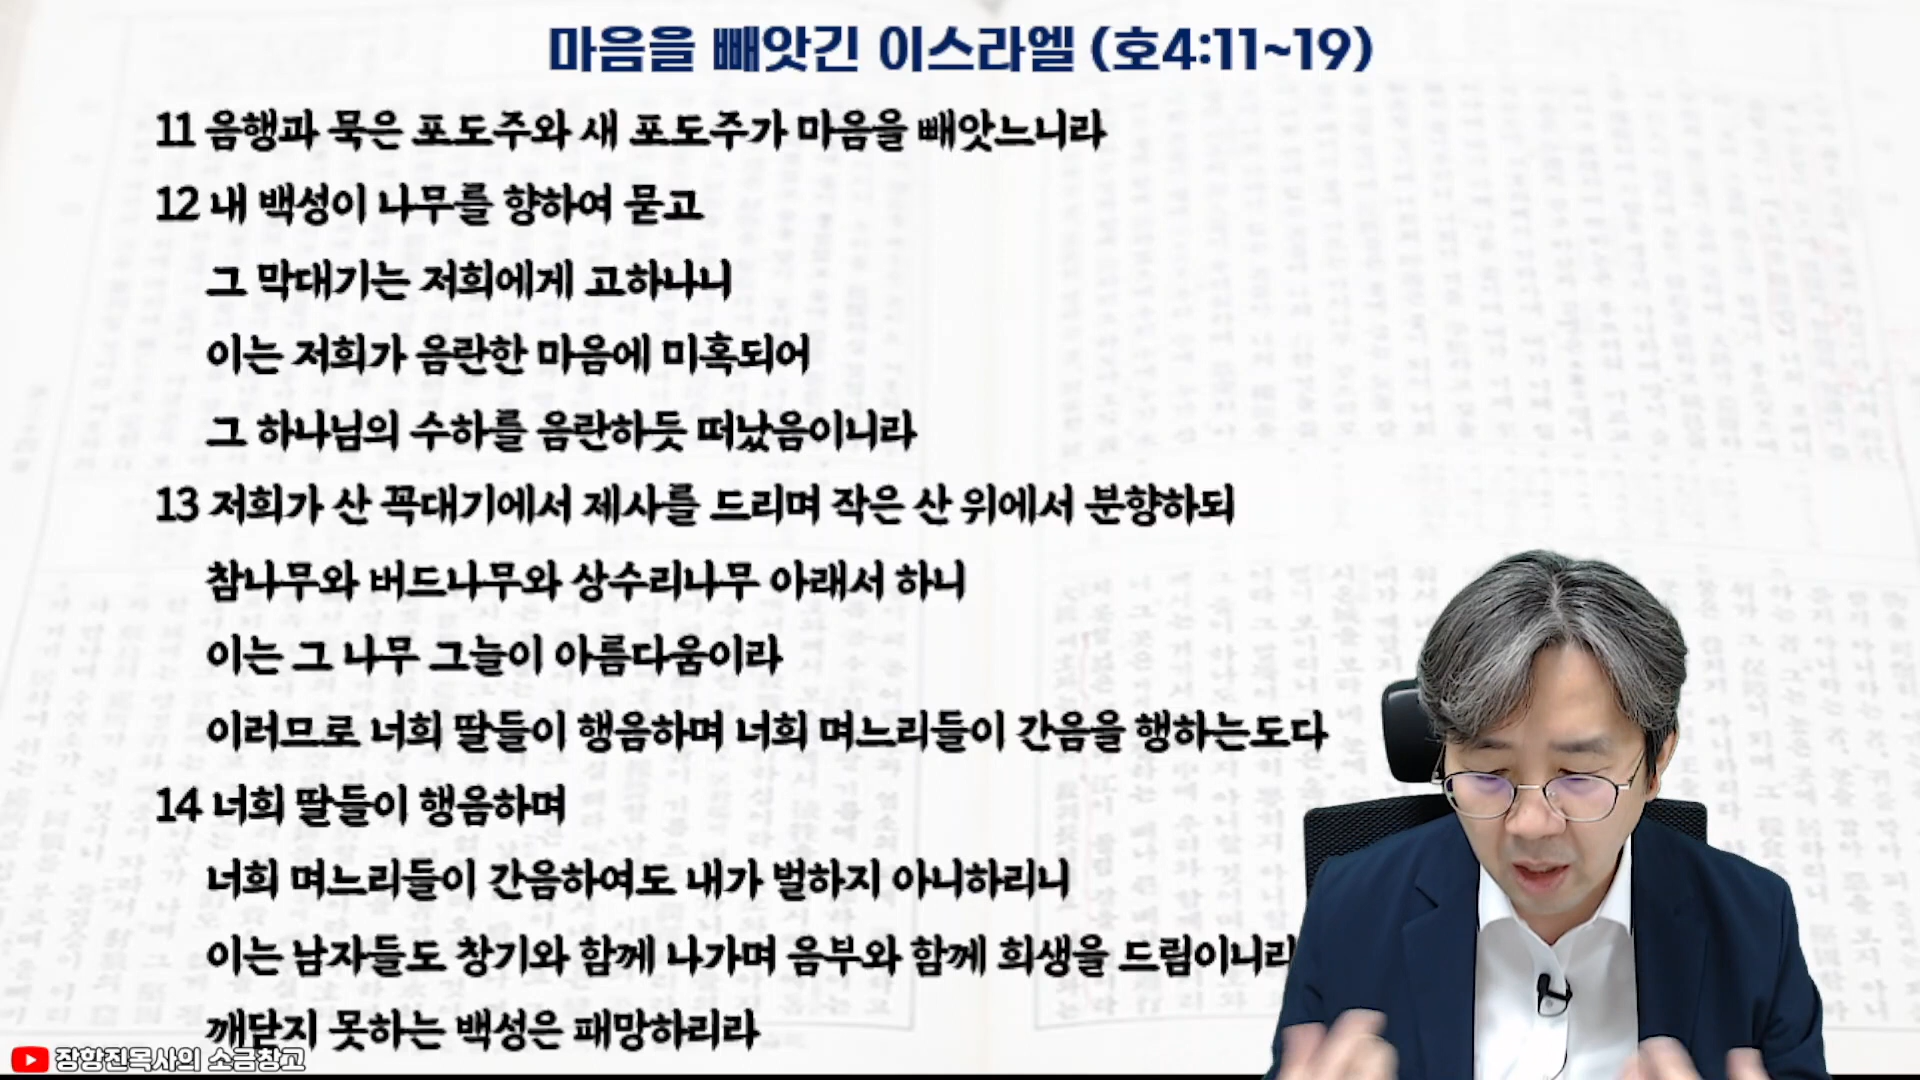 마음을 빼앗긴 이스라엘 (호4:11~19)
11 음행과 묵은 포도주와 새 포도주가 마음을 빼앗느니라
12 내 백성이 나무를 향하여 묻고
그 막대기는 저희에게 고하나니
이는 저희가 음란한 마음에 미혹되어
그 하나님의 수하를 음란하듯 떠났음이니라
13 저희가 산 꼭대기에서 제사를 드리며 작은 산 위에서 분향하되
참나무와 버드나무와 상수리나무 아래서 하니
이는 그 나무 그늘이 아름다움이라
이러므로 너희 딸들이 행음하며 너희 며느리들이 간음을 행하는도다
14 너희 딸들이 행음하며
너희 며느리들이 간음하여도 내가 벌하지 아니하리니
이는 남자들도 창기와 함께 나가며 음부와 함께 희생을 드림이니라
깨닫지 못하는 백성은 패망하리라
장항진목사의 소금창고